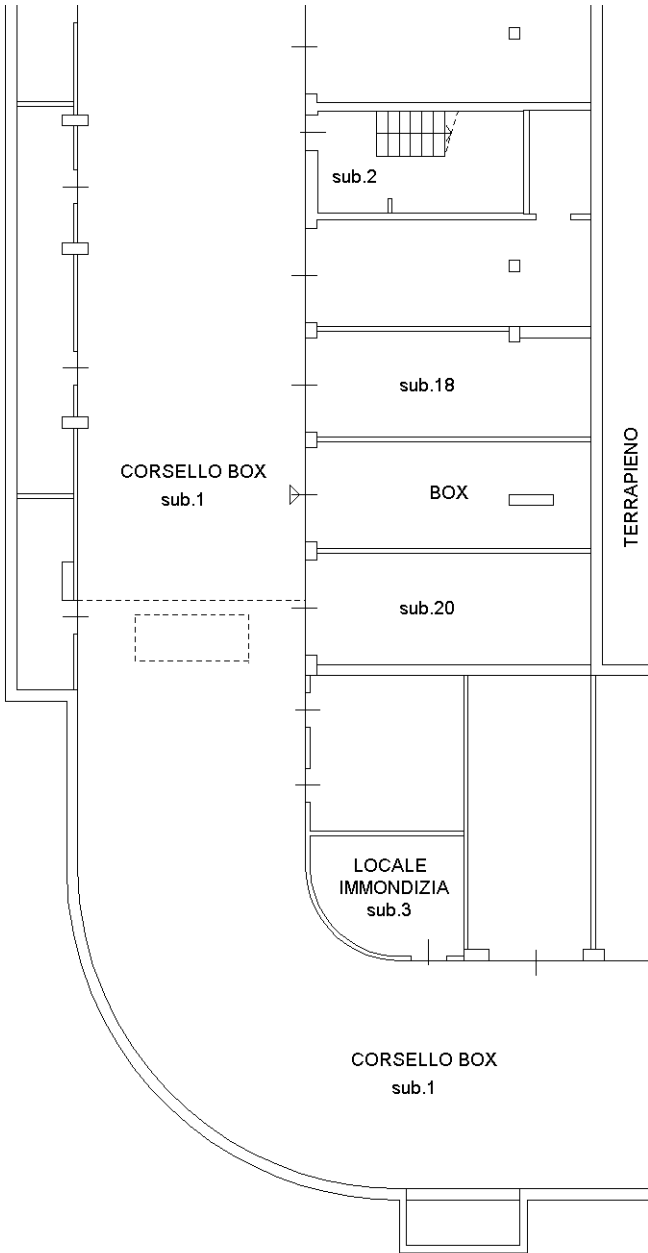 sub.2
sub.18
CORSELLO BOX
sub.1
BOX
TERRAPIENO
sub.20
LOCALE
IMMONDIZIA
sub.3
CORSELLO BOX
sub.1